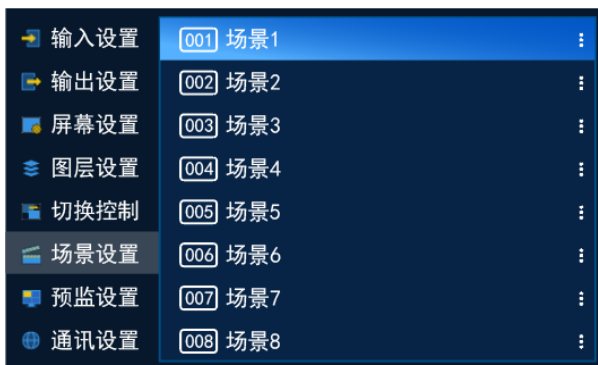 输入设置
输出设置
屏幕设置
图层设置
切换控制
场景设置
预监设置
通讯设置
001 场景1
002 场景2
003 场景3
004 场景4
005 场景5
006 场景6
007 场景7
008 场景8